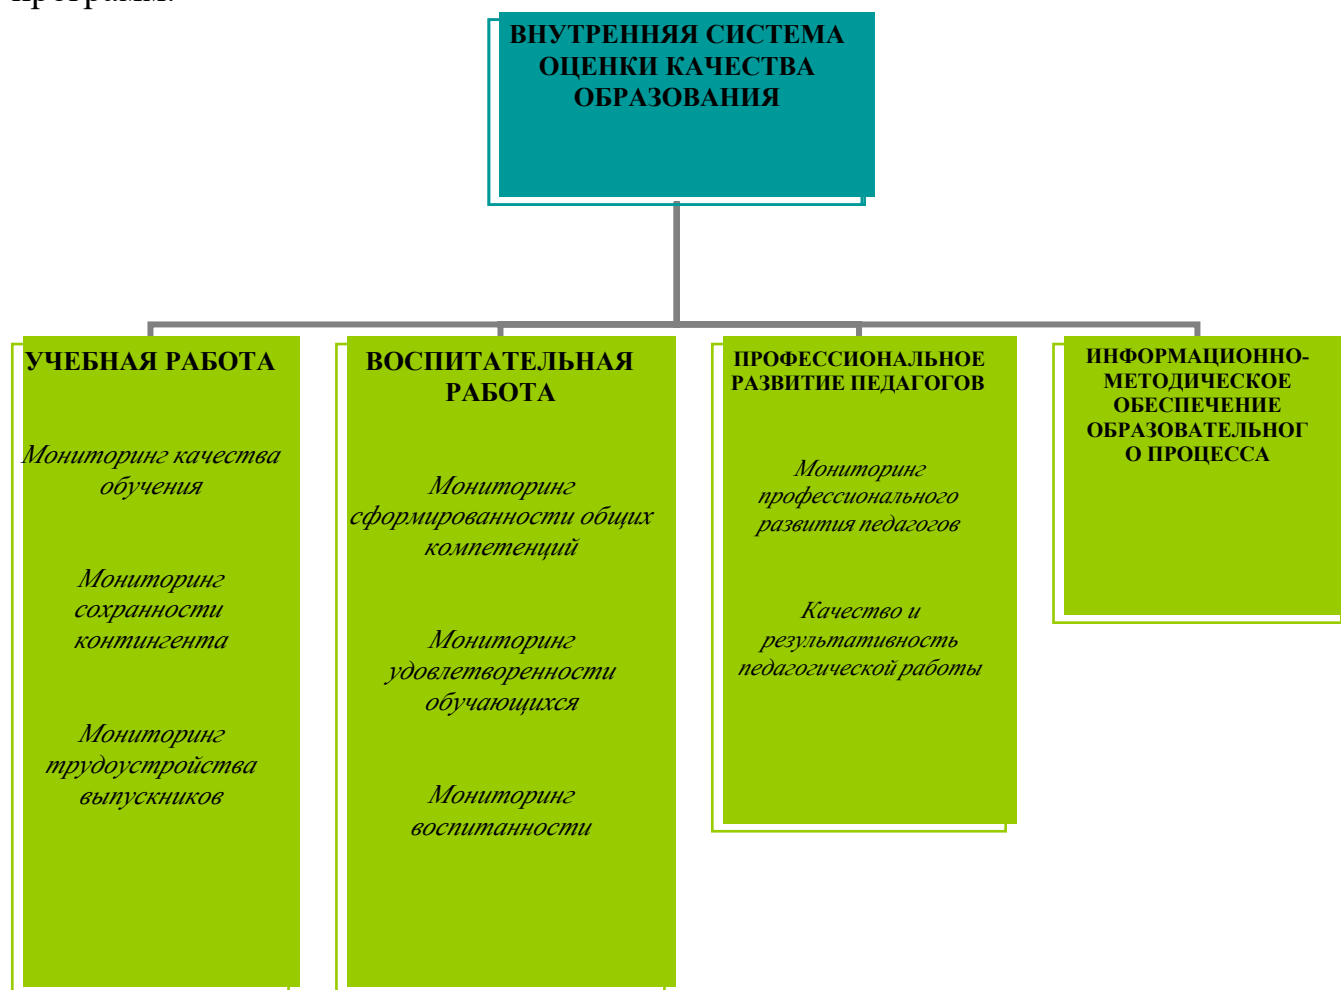 программ.
ВНУТРЕННЯЯ СИСТЕМА
ОЦЕНКИ КАЧЕСТВА
ОБРАЗОВАНИЯ
УЧЕБНАЯ РАБОТА
Мониторинг качества
обучения
Мониторинг
сохранности
контингента
Мониторинг
трудоустройства
выпускников
ВОСПИТАТЕЛЬНАЯ
РАБОТА
Мониторинг
сформированности общих
компетенций
Мониторинг
удовлетворенности
обучающихся
Мониторинг
воспитанности
ПРОФЕССИОНАЛЬНОЕ
РАЗВИТИЕ ПЕДАГОГОВ
Мониторинг
профессионального
развития педагогов
Качество и
результативность
педагогической работы
ИНФОРМАЦИОННО-
МЕТОДИЧЕСКОЕ
ОБЕСПЕЧЕНИЕ
ОБРАЗОВАТЕЛЬНОГ
О ПРОЦЕССА